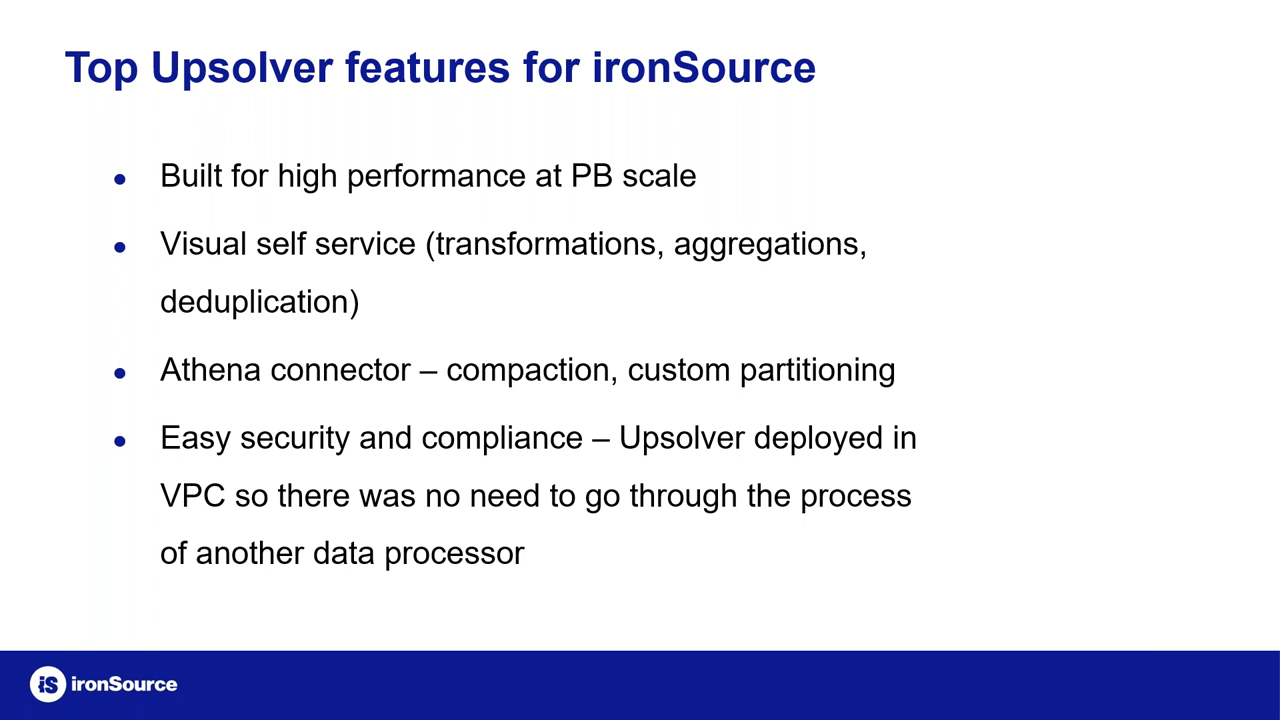 Top Upsolver features for ironSource
● Built for high performance at PB scale
● Visual self service (transformations, aggregations,
deduplication)
● Athena connector – compaction, custom partitioning
● Easy security and compliance – Upsolver deployed in
VPC so there was no need to go through the process
of another data processor
iS ironSource